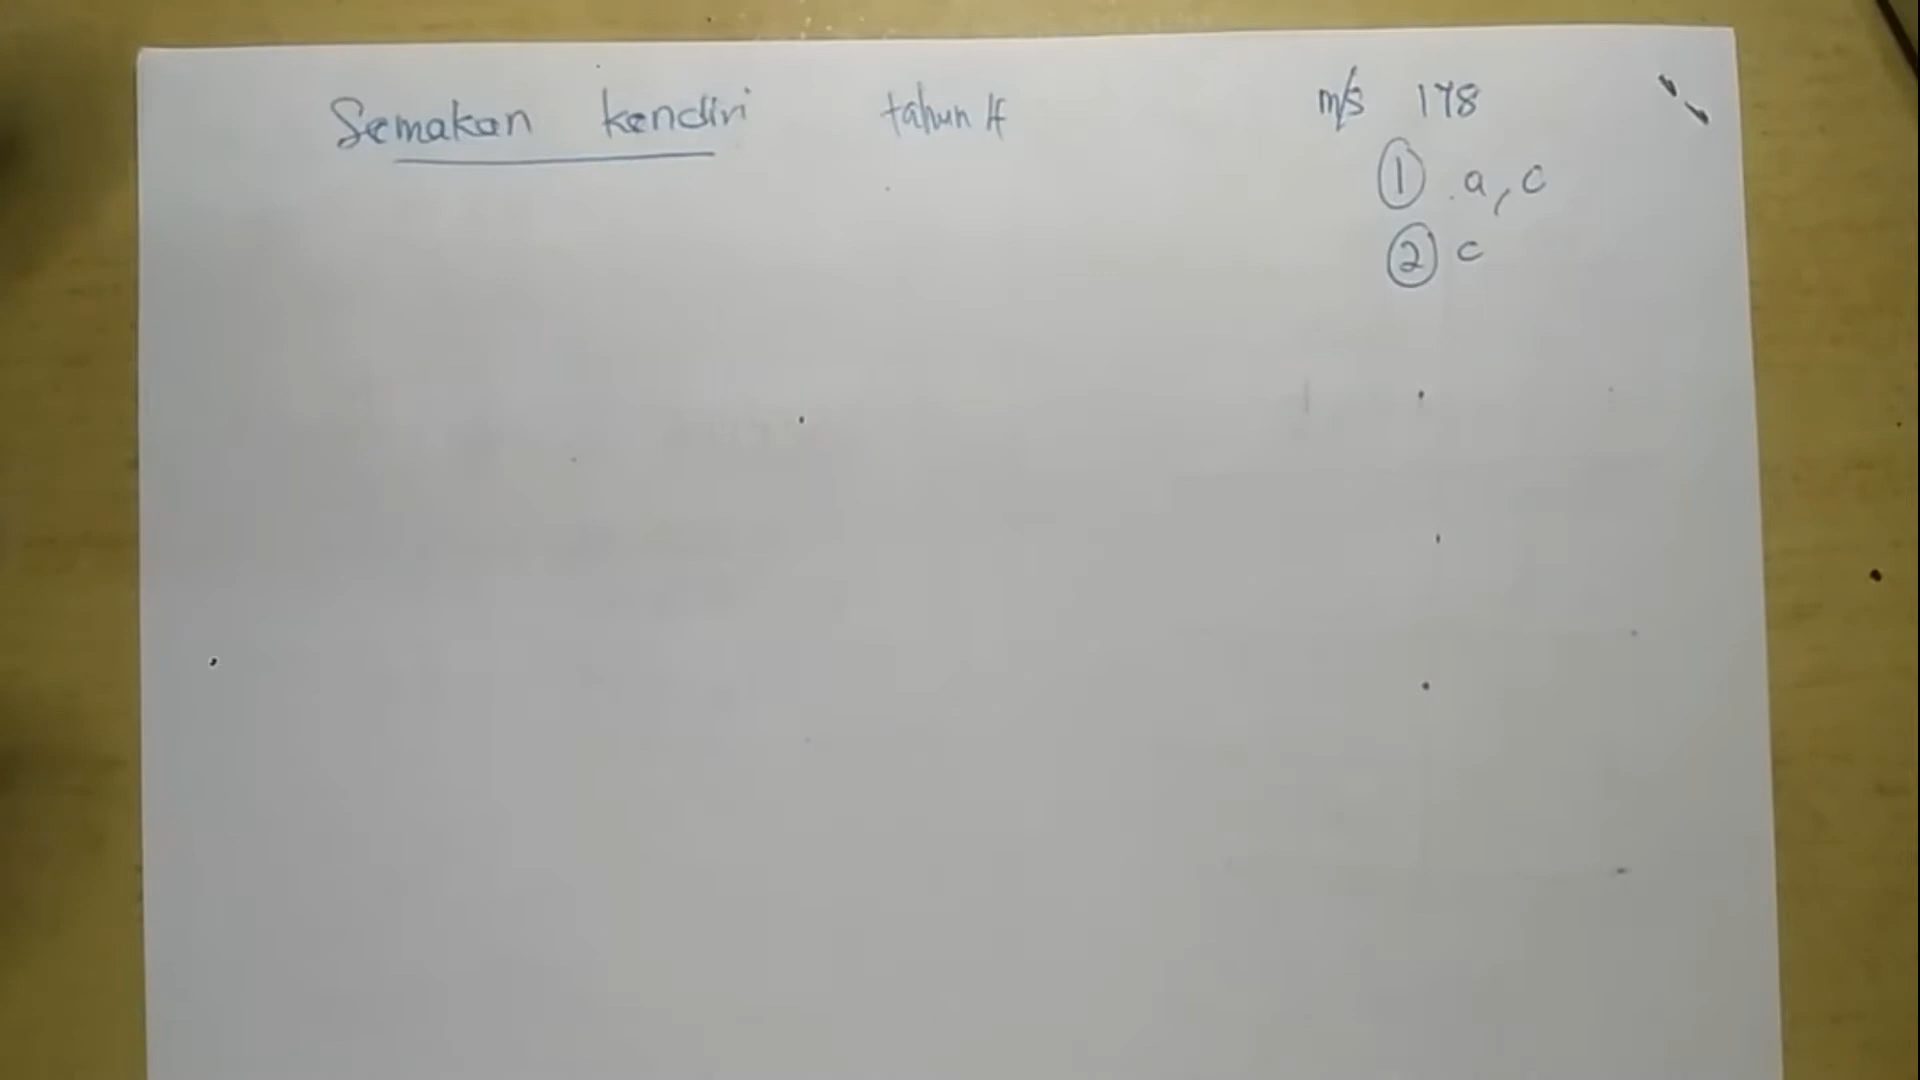 Semakan kendiri tahun 4 m/s 178
① a, c
② c